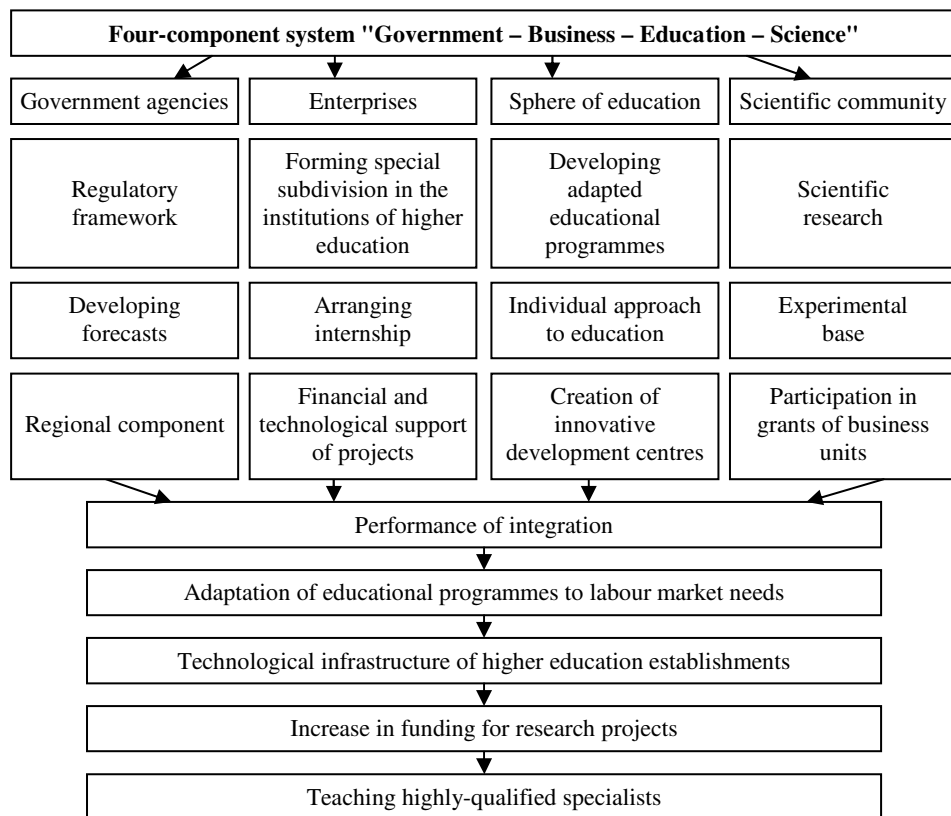 Four-component system "Government – Business – Education – Science"
Government agencies
Enterprises
Sphere of education
Scientific community
Regulatory
framework
Forming special
subdivision in the
institutions of higher
education
Developing
adapted
educational
programmes
Scientific
research
Developing
forecasts
Arranging
internship
Individual approach
to education
Experimental
base
Regional component
Financial and
technological support
of projects
Creation of
innovative
development centres
Participation in
grants of business
units
Performance of integration
Adaptation of educational programmes to labour market needs
Technological infrastructure of higher education establishments
Increase in funding for research projects
Teaching highly-qualified specialists